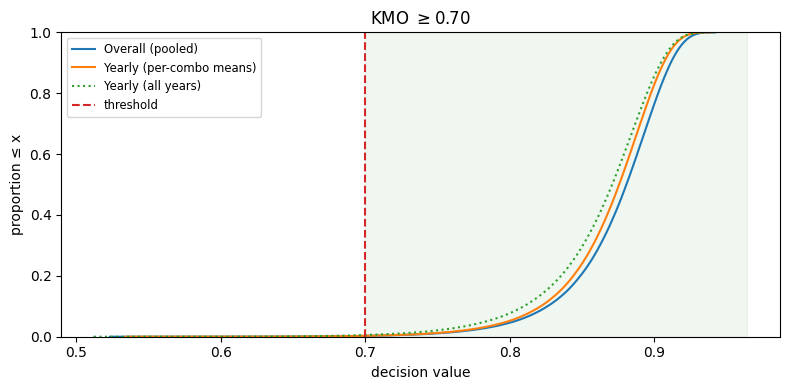 KMO ≥ 0.70
Overall (pooled)
Yearly (per-combo means)
Yearly (all years)
threshold
proportion ≤ x
1.0
0.8
0.6
0.4
0.2
0.0
0.5 0.6 0.7 0.8 0.9
decision value